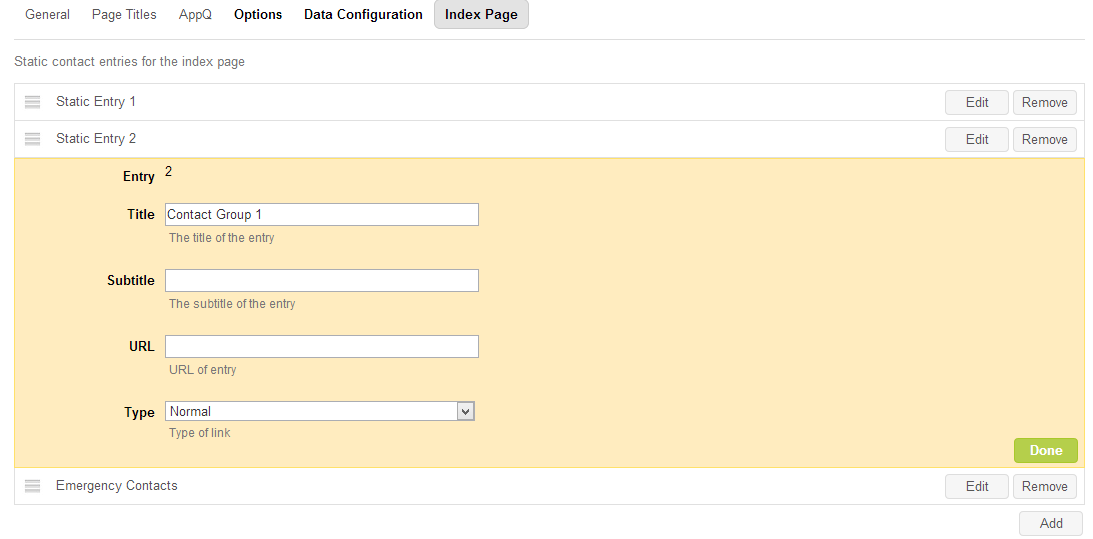 General Page Titles AppQ Options Data Configuration Index Page
Static contact entries for the index page
Static Entry 1 Edit Remove
Static Entry 2 Edit Remove
Entry 2
Title Contact Group 1
The title of the entry
Subtitle
The subtitle of the entry
URL
URL of entry
Type Normal
Type of link
Done
Emergency Contacts Edit Remove
Add